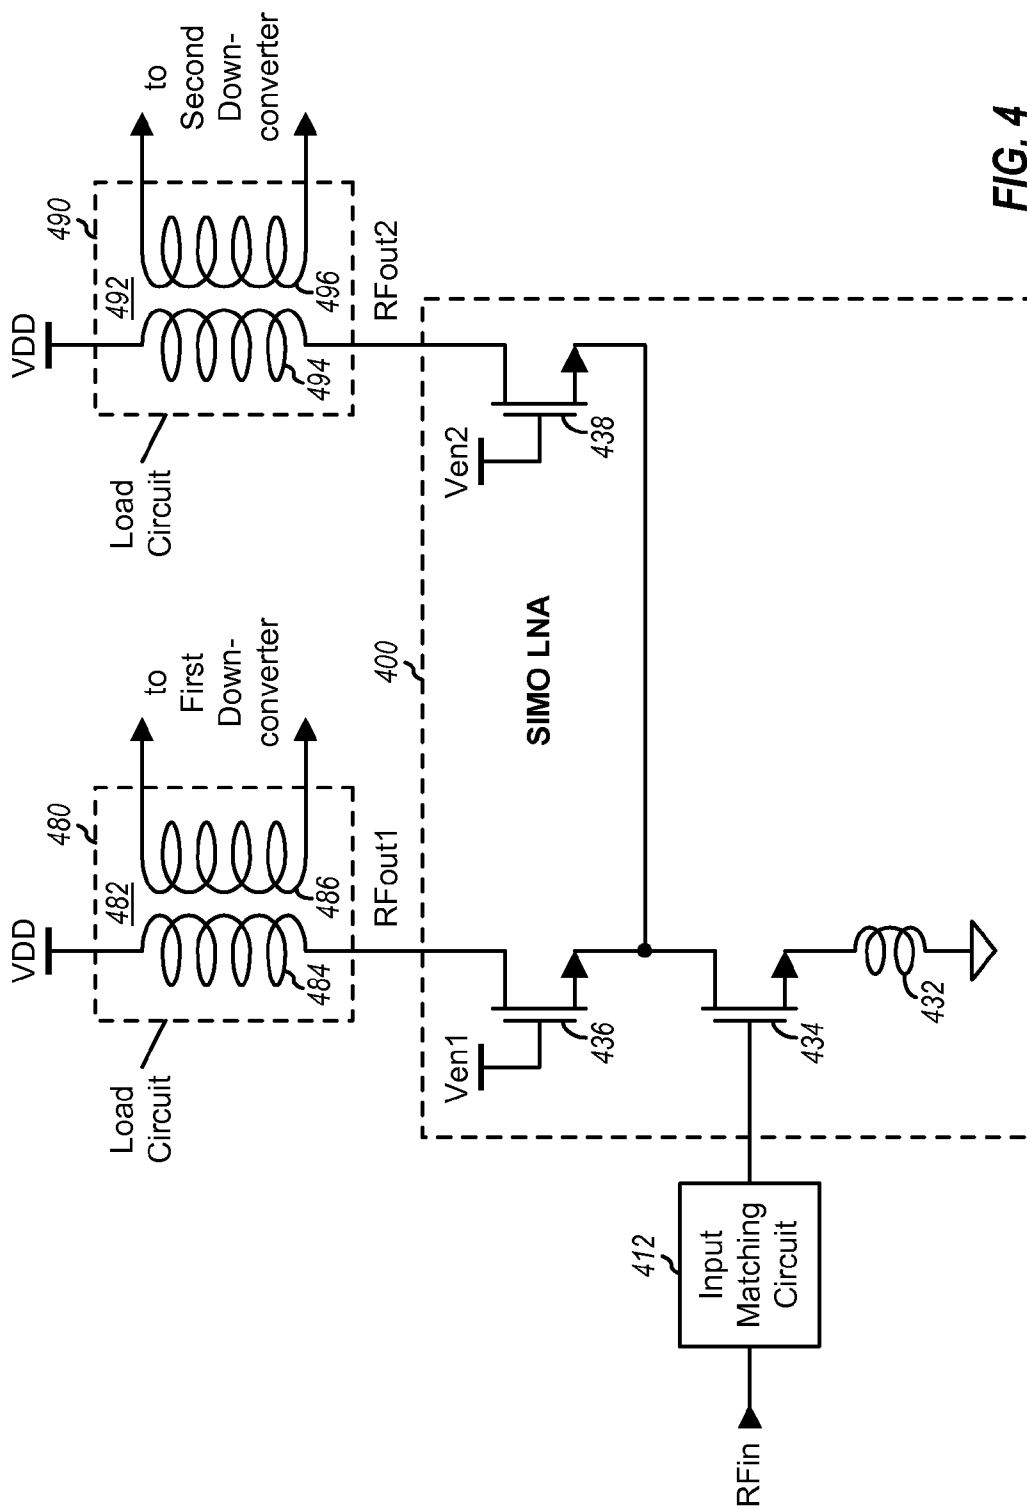 VDD
VDD
480
490
482
492
to
First
Down-
converter
to
Second
Down-
converter
Load
Circuit
Load
Circuit
484
486
494
496
RFout1
RFout2
400
Ven1
Ven2
SIMO LNA
436
438
412
Input
Matching
Circuit
RFin
434
432
FIG. 4